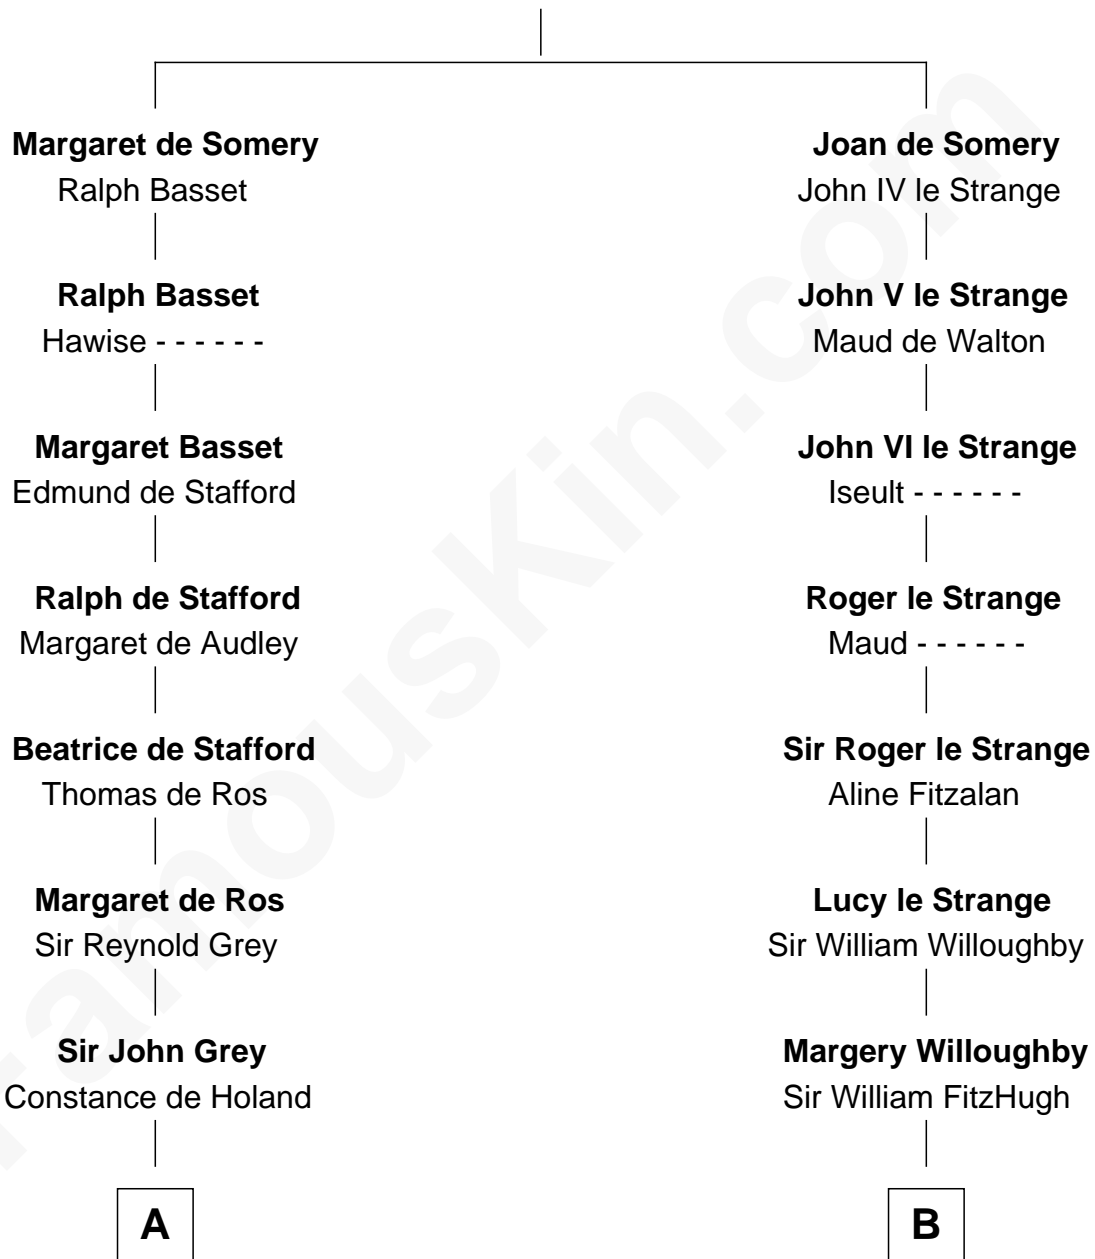 Margaret de Somery
Ralph Basset
Ralph Basset
Hawise - - - - - -
Margaret Basset
Edmund de Stafford
Ralph de Stafford
Margaret de Audley
Beatrice de Stafford
Thomas de Ros
Margaret de Ros
Sir Reynold Grey
Sir John Grey
Constance de Holand
A
Joan de Somery
John IV le Strange
John V le Strange
Maud de Walton
John VI le Strange
Iseult - - - - - -
Roger le Strange
Maud - - - - - -
Sir Roger le Strange
Aline Fitzalan
Lucy le Strange
Sir William Willoughby
Margery Willoughby
Sir William FitzHugh
B
FamousKin.com